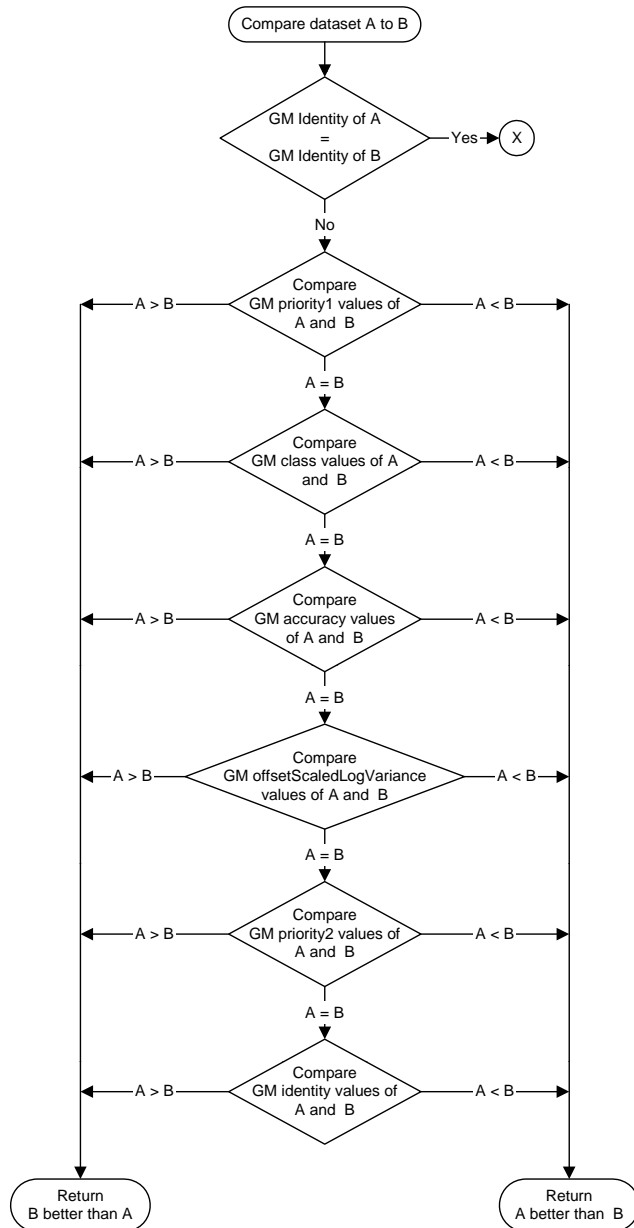 Compare dataset A to B
GM Identity of A
=
GM Identity of B
Yes
X
No
Compare
GM priority1 values of
A and B
A > B
A < B
A = B
Compare
GM class values of A
and B
A > B
A < B
A = B
Compare
GM accuracy values
of A and B
A > B
A < B
A = B
Compare
GM offsetScaledLogVariance
values of A and B
A > B
A < B
A = B
Compare
GM priority2 values of
A and B
A > B
A < B
A = B
Compare
GM identity values of
A and B
A > B
A < B
Return
B better than A
Return
A better than B